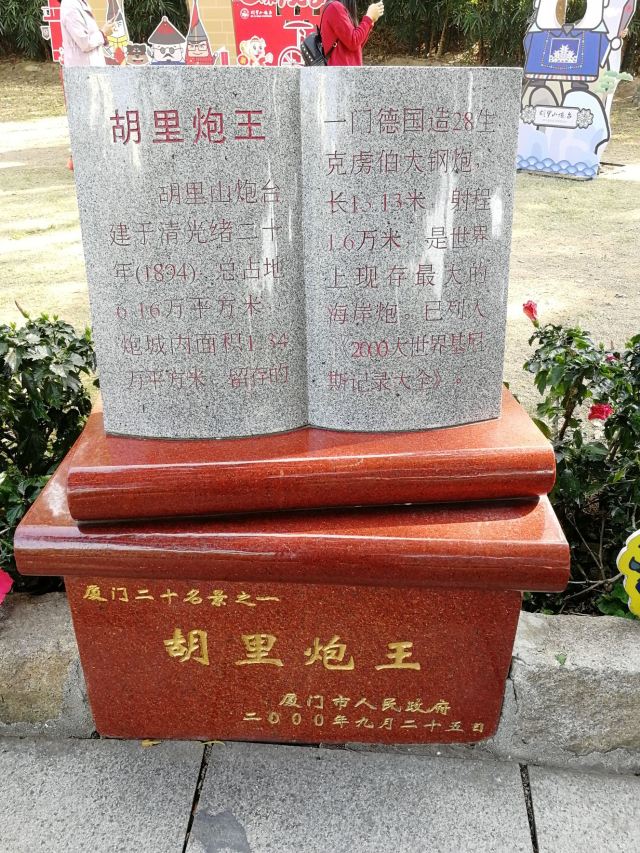 胡里炮王
胡里山炮台
建于清光绪二十
年(1894)，总占地
6.16万平方米，
炮城内面积1.34
万平方米，留存的
一门德国造28生
克虏伯大钢炮，
长13.13米，射程
1.6万米，是世界
上现存最大的
海岸炮。已列入
《2000大世界基尼
斯记录大全》。
厦门二十名景之一
胡里炮王
厦门市人民政府
二000年九月二十五日